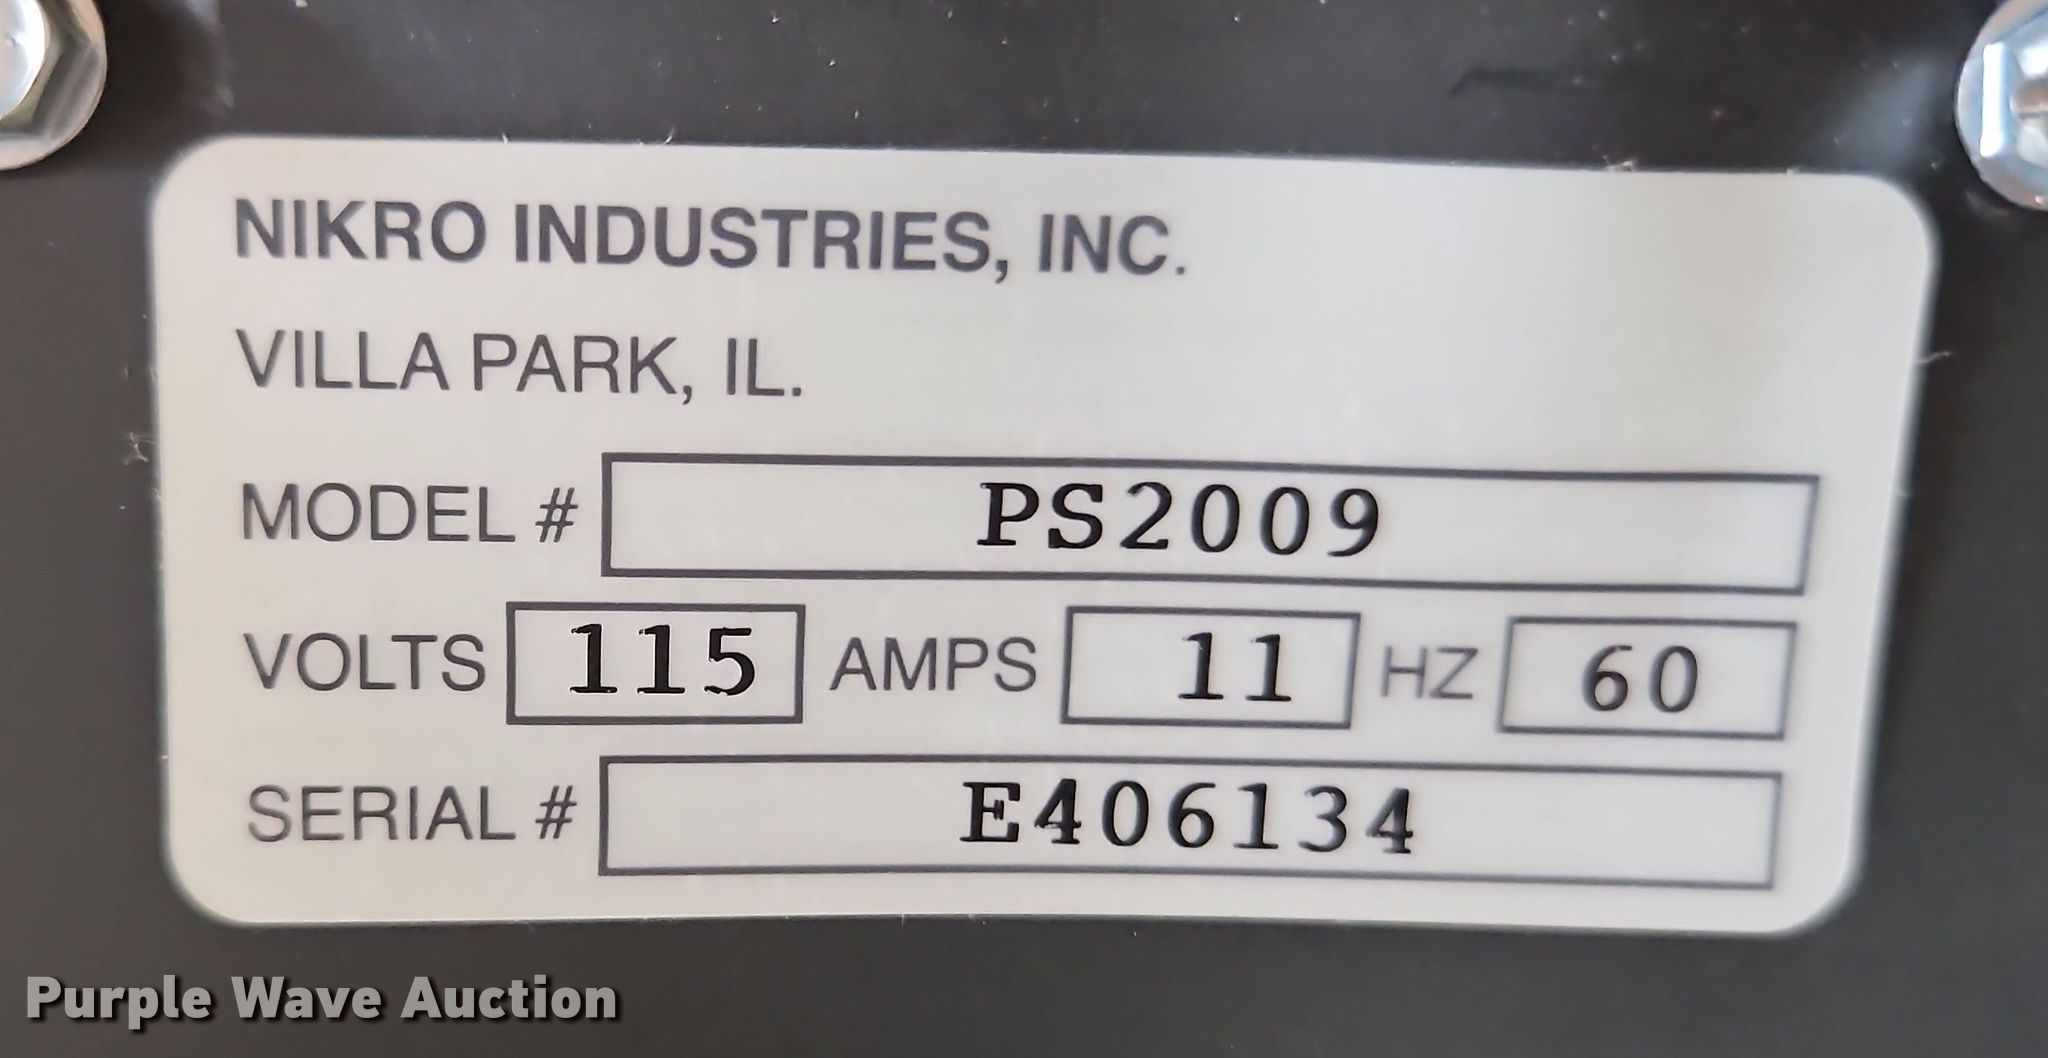 NIKRO INDUSTRIES, INC.
VILLA PARK, IL.
MODEL # PS2009
VOLTS 115 AMPS 11 HZ 60
SERIAL # E406134
Purple Wave Auction